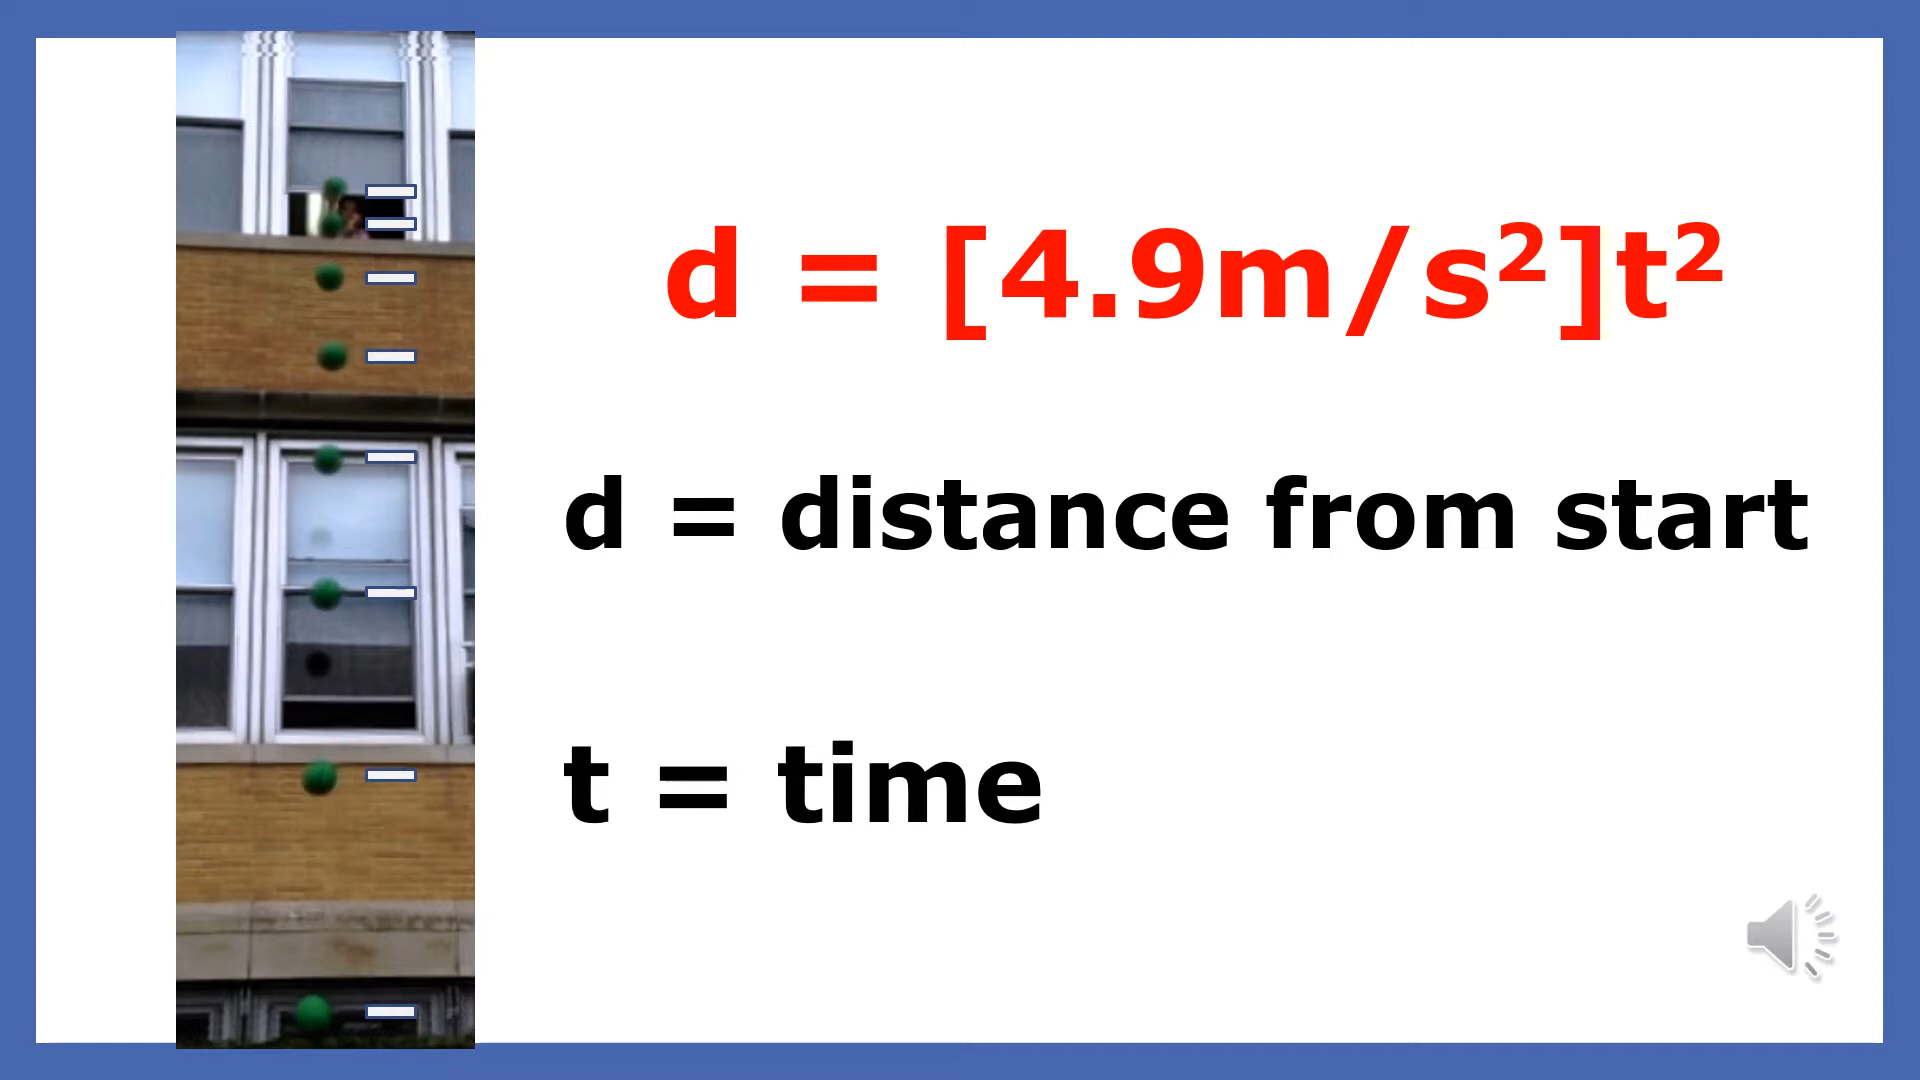 d = [4.9m/s²]t²
d = distance from start
t = time